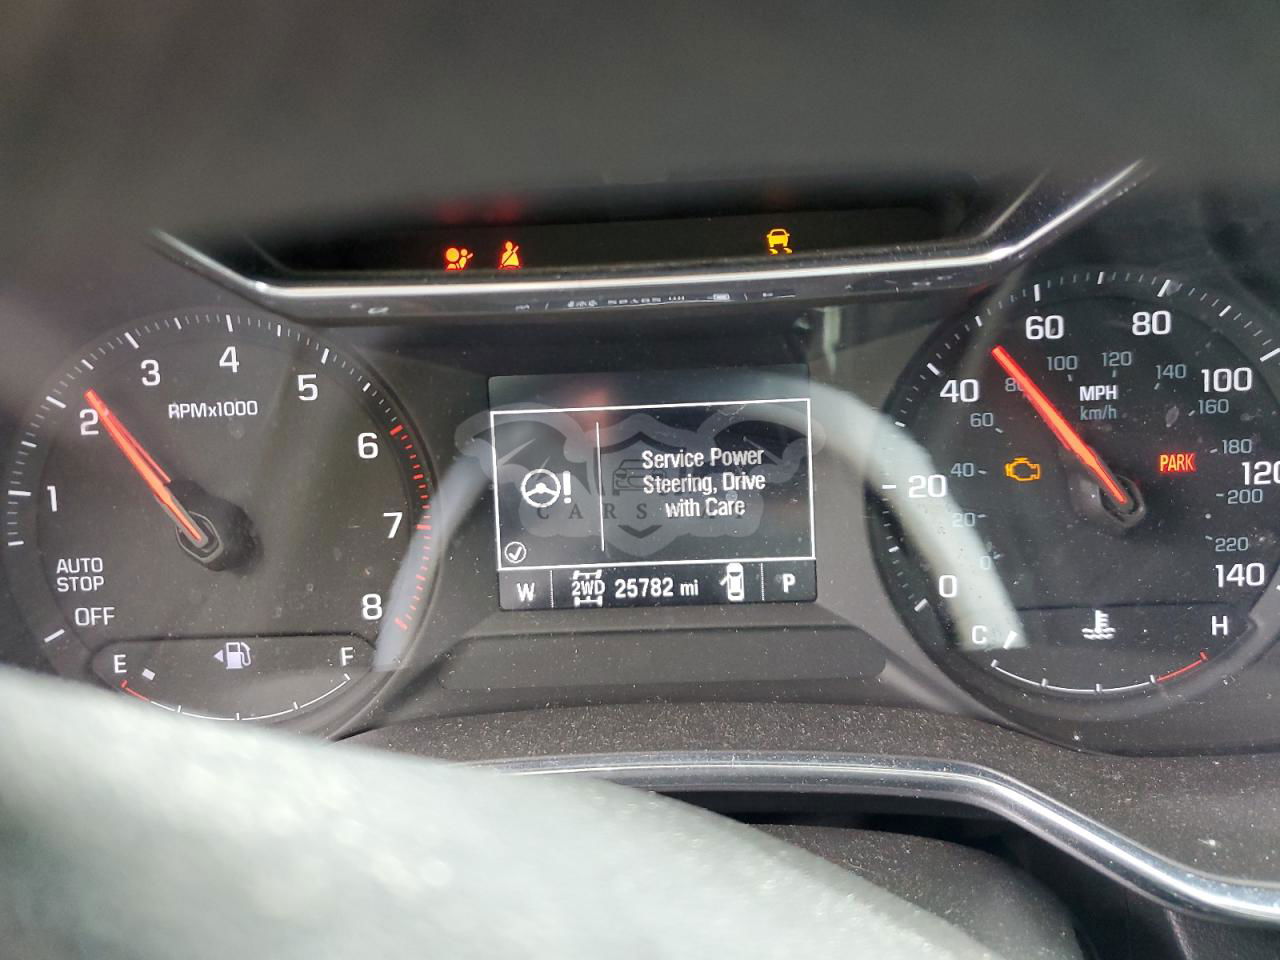 1
2
3
4
5
6
7
8
RPMx1000
AUTO
STOP
OFF
E
F
Service Power
Steering, Drive
with Care
W
2WD
25782 mi
P
0
20
40
60
80
100
120
140
MPH
km/h
0
20
40
60
80
100
120
140
160
180
200
220
PARK
C
H
CARS